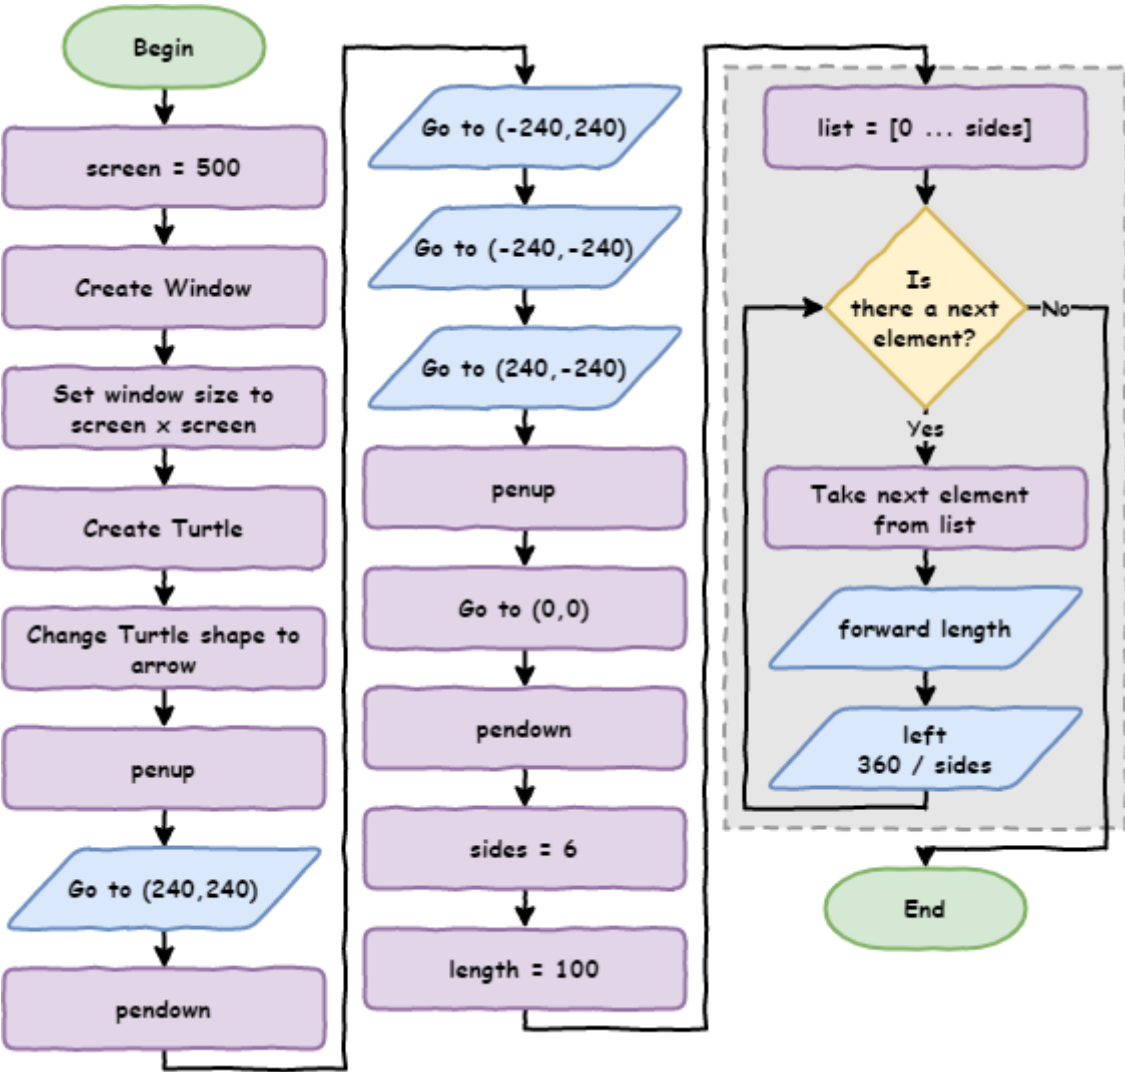 Begin
screen = 500
Create Window
Set window size to
screen x screen
Create Turtle
Change Turtle shape to
arrow
penup
Go to (240,240)
pendown
Go to (-240,240)
Go to (-240,-240)
Go to (240,-240)
penup
Go to (0,0)
pendown
sides = 6
length = 100
list = [0 ... sides]
Is
there a next
element?
No
Yes
Take next element
from list
forward length
left
360 / sides
End